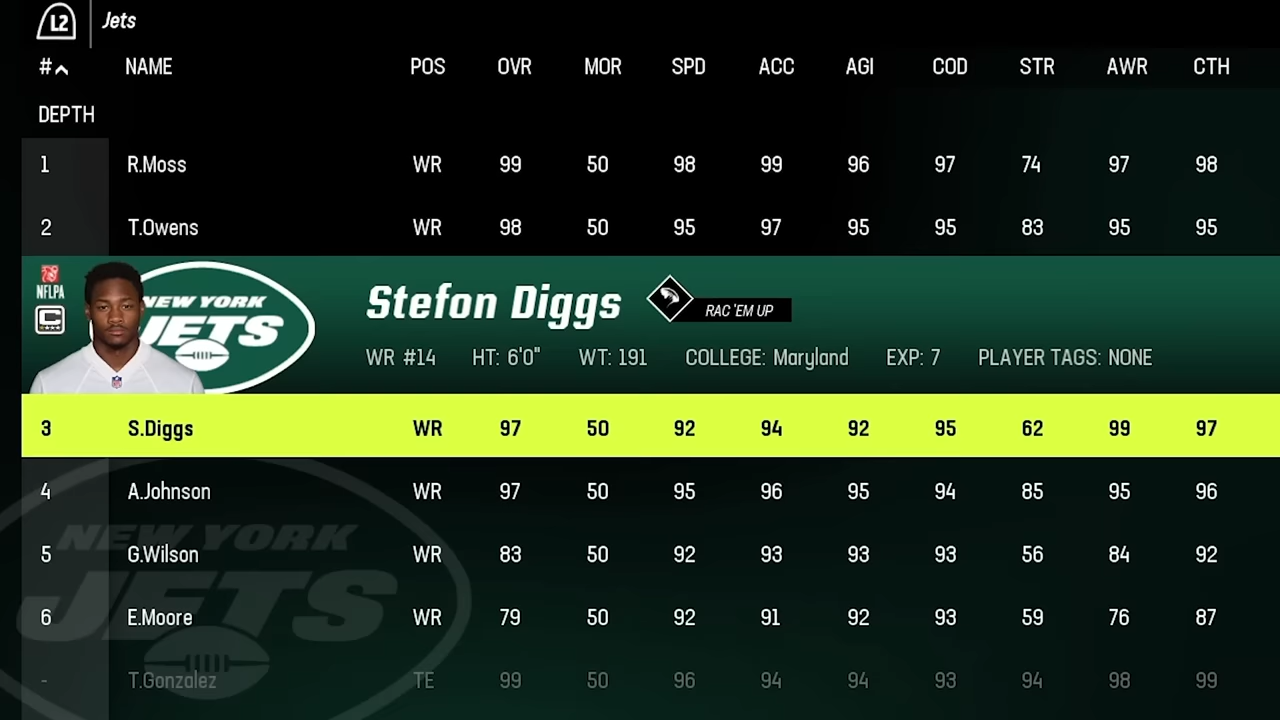 L2 Jets
# NAME POS OVR MOR SPD ACC AGI COD STR AWR CTH
DEPTH
1 R.Moss WR 99 50 98 99 96 97 74 97 98
2 T.Owens WR 98 50 95 97 95 95 83 95 95
NFLPA
C
NEW YORK
JETS
Stefon Diggs RAC 'EM UP
WR #14 HT: 6'0" WT: 191 COLLEGE: Maryland EXP: 7 PLAYER TAGS: NONE
3 S.Diggs WR 97 50 92 94 92 95 62 99 97
4 A.Johnson WR 97 50 95 96 95 94 85 95 96
NEW YORK
JETS
5 G.Wilson WR 83 50 92 93 93 93 56 84 92
6 E.Moore WR 79 50 92 91 92 93 59 76 87
- T.Gonzalez TE 99 50 96 94 94 93 94 98 99